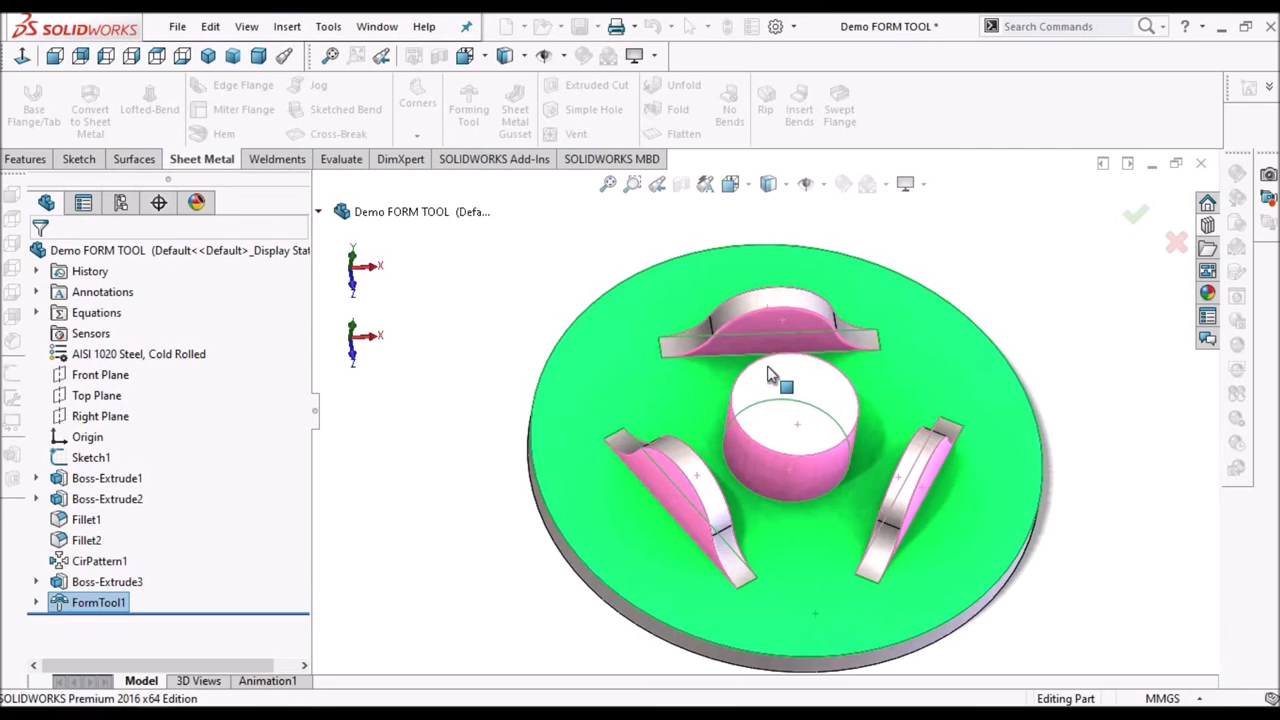 SOLIDWORKS
File Edit View Insert Tools Window Help
Demo FORM TOOL *
Search Commands
?
Base Flange/Tab
Convert to Sheet Metal
Lofted-Bend
Edge Flange
Miter Flange
Hem
Jog
Sketched Bend
Cross-Break
Corners
Forming Tool
Sheet Metal Gusset
Extruded Cut
Simple Hole
Vent
Unfold
Fold
Flatten
No Bends
Rip
Insert Bends
Swept Flange
Features Sketch Surfaces Sheet Metal Weldments Evaluate DimXpert SOLIDWORKS Add-Ins SOLIDWORKS MBD
Demo FORM TOOL (Defa...
Demo FORM TOOL (Default<<Default>_Display Stat
History
Annotations
Equations
Sensors
AISI 1020 Steel, Cold Rolled
Front Plane
Top Plane
Right Plane
Origin
Sketch1
Boss-Extrude1
Boss-Extrude2
Fillet1
Fillet2
CirPattern1
Boss-Extrude3
FormTool1
Y
X
Z
X
Z
Model 3D Views Animation1
SOLIDWORKS Premium 2016 x64 Edition
Editing Part
MMGS